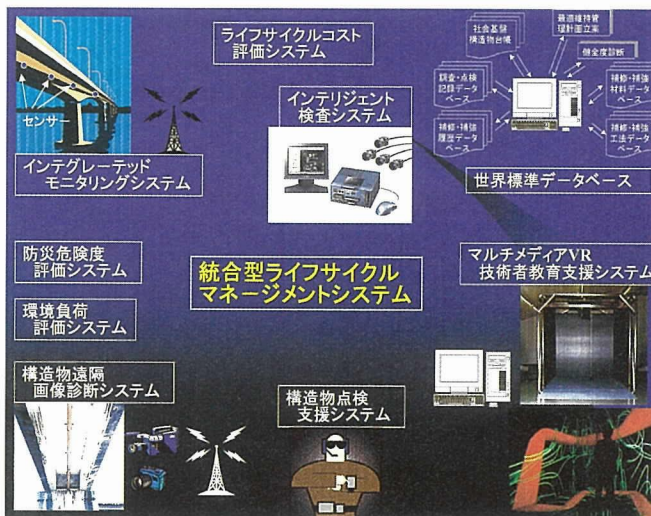 ライフサイクルコスト
評価システム
社会基盤
構造物台帳
最適維持管
理計画立案
健全度診断
調査・点検
記録データ
ベース
補修・補強
材料データ
ベース
補修・補強
履歴データ
ベース
補修・補強
工法データ
ベース
世界標準データベース
センサー
インテグレーテッド
モニタリングシステム
インテリジェント
検査システム
防災危険度
評価システム
統合型ライフサイクル
マネージメントシステム
マルチメディアVR
技術者教育支援システム
環境負荷
評価システム
構造物遠隔
画像診断システム
構造物点検
支援システム